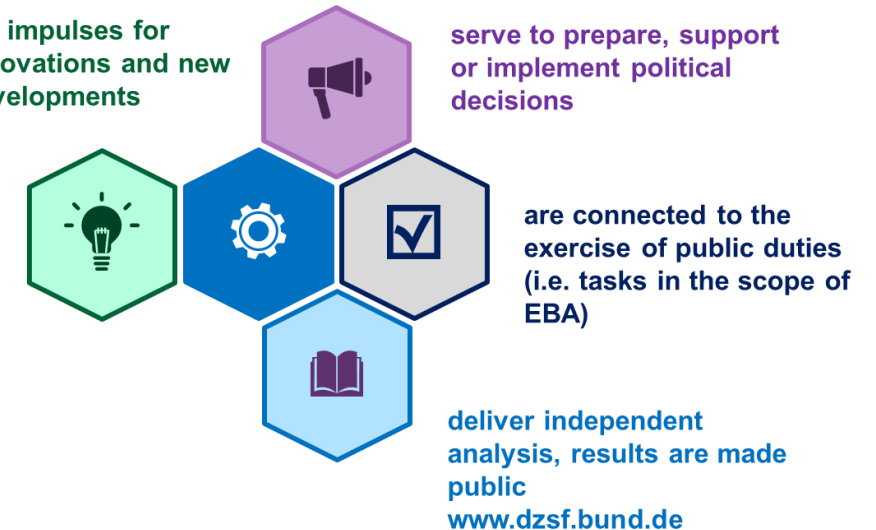 impulses for
ovations and new
velopments
serve to prepare, support
or implement political
decisions
are connected to the
exercise of public duties
(i.e. tasks in the scope of
EBA)
deliver independent
analysis, results are made
public
www.dzsf.bund.de